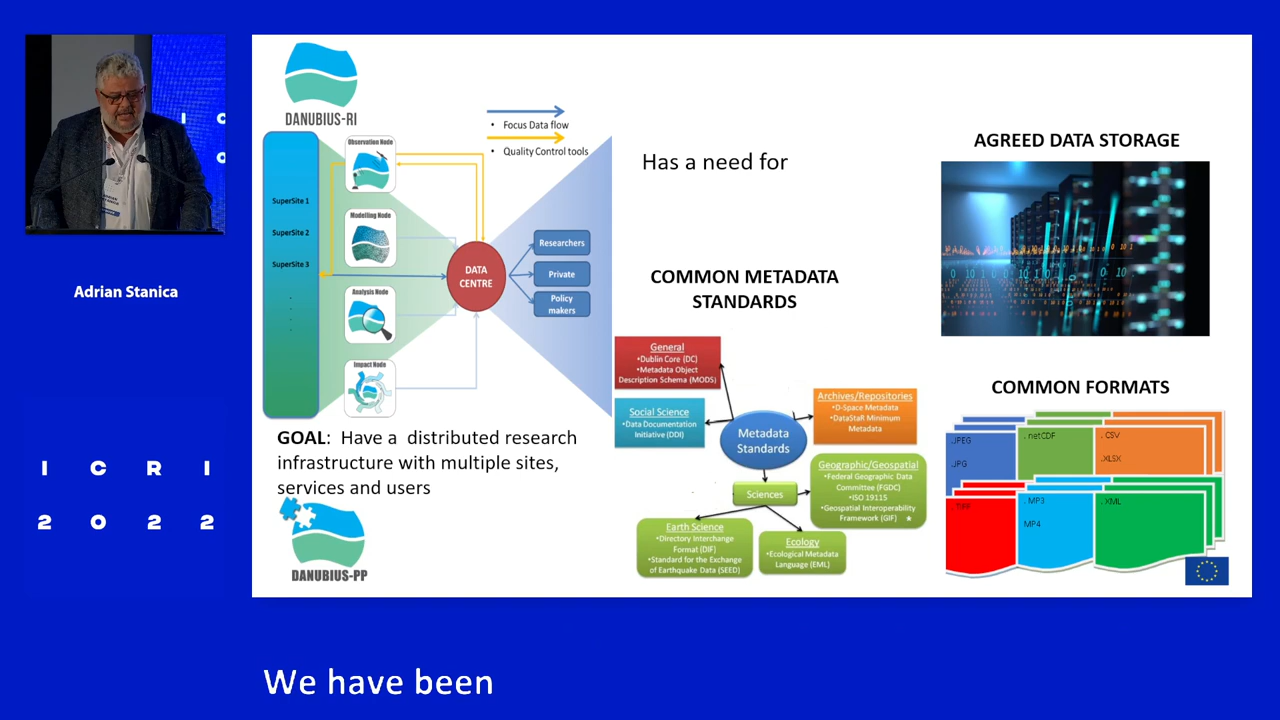 DANUBIUS-RI
• Focus Data flow
• Quality Control tools
SuperSite 1
SuperSite 2
SuperSite 3
Observation Node
Modelling Node
Analysis Node
Impact Node
DATA
CENTRE
Researchers
Private
Policy
makers
GOAL: Have a distributed research
infrastructure with multiple sites,
services and users
DANUBIUS-PP
Has a need for
COMMON METADATA
STANDARDS
General
•Dublin Core (DC)
•Metadata Object
Description Schema (MODS)
Social Science
•Data Documentation
Initiative (DDI)
Archives/Repositories
•D-Space Metadata
•DataStaR Minimum
Metadata
Metadata
Standards
Sciences
Geographic/Geospatial
•Federal Geographic Data
Committee (FGDC)
•ISO 19115
•Geospatial Interoperability
Framework (GIF)
Earth Science
•Directory Interchange
Format (DIF)
•Standard for the Exchange
of Earthquake Data (SEED)
Ecology
•Ecological Metadata
Language (EML)
AGREED DATA STORAGE
COMMON FORMATS
.JPEG
.JPG
. netCDF
. CSV
.XLSX
. MP3
MP4
. XML
Adrian Stanica
I C R I
2 0 2 2
We have been